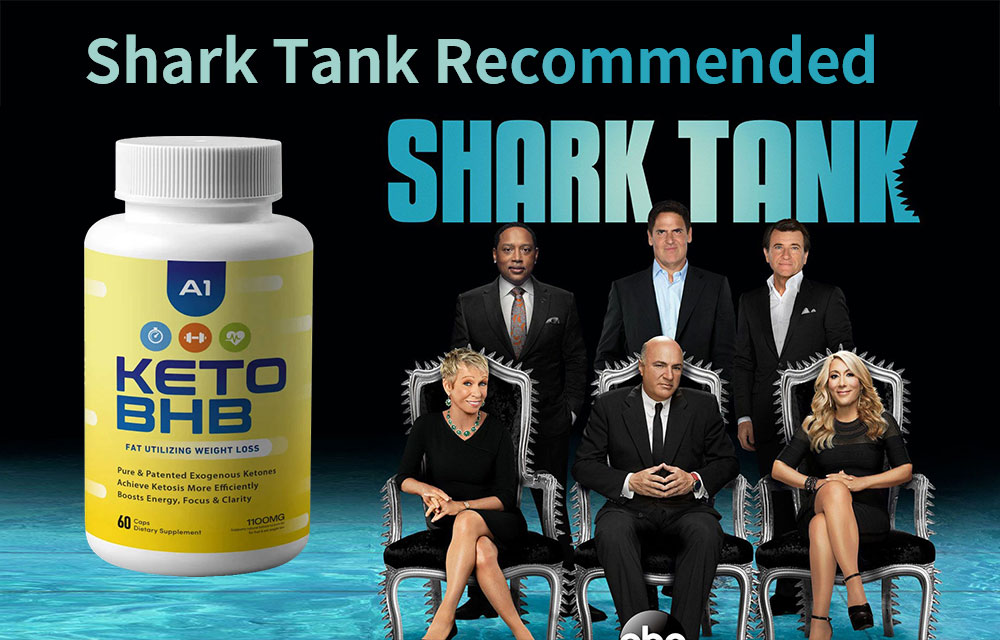 Shark Tank Recommended
SHARK TANK
A1
KETO
BHB
FAT UTILIZING WEIGHT LOSS
Pure & Patented Exogenous Ketones
Achieve Ketosis More Efficiently
Boosts Energy, Focus & Clarity
60 Caps
Dietary Supplement
1100MG
abc